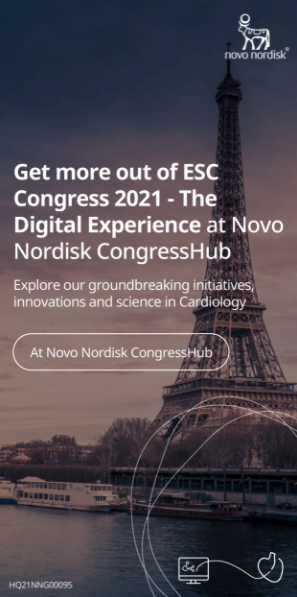 novo nordisk®
Get more out of ESC
Congress 2021 - The
Digital Experience at Novo
Nordisk CongressHub
Explore our groundbreaking initiatives,
innovations and science in Cardiology
At Novo Nordisk CongressHub
HQ21NNG00095